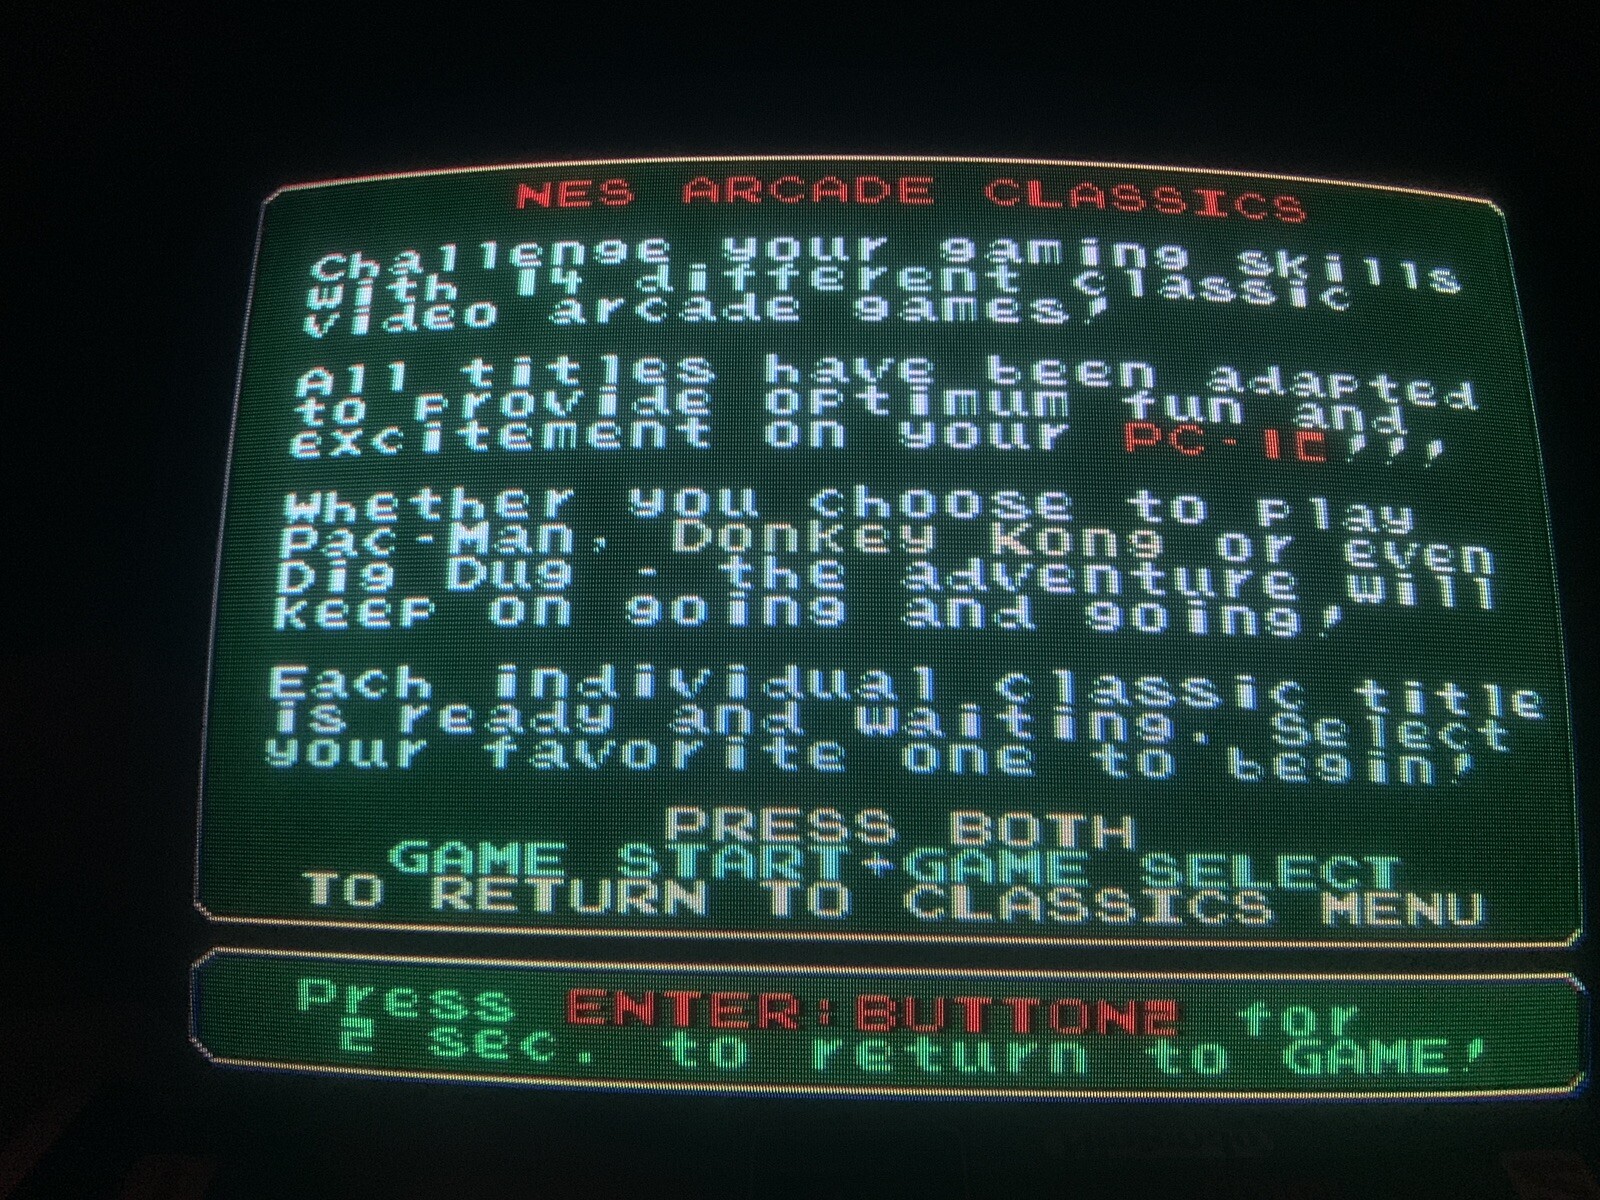 NES ARCADE CLASSICS
Challenge your gaming skills
with 14 different classic
video arcade games!
All titles have been adapted
to provide optimum fun and
excitement on your PC-10!!!
Whether you choose to play
Pac-Man, Donkey Kong or even
Dig Dug - the adventure will
keep on going and going!
Each individual classic title
is ready and waiting. Select
your favorite one to begin!
PRESS BOTH
GAME START+GAME SELECT
TO RETURN TO CLASSICS MENU
Press ENTER:BUTTON2 for
2 sec. to return to GAME!